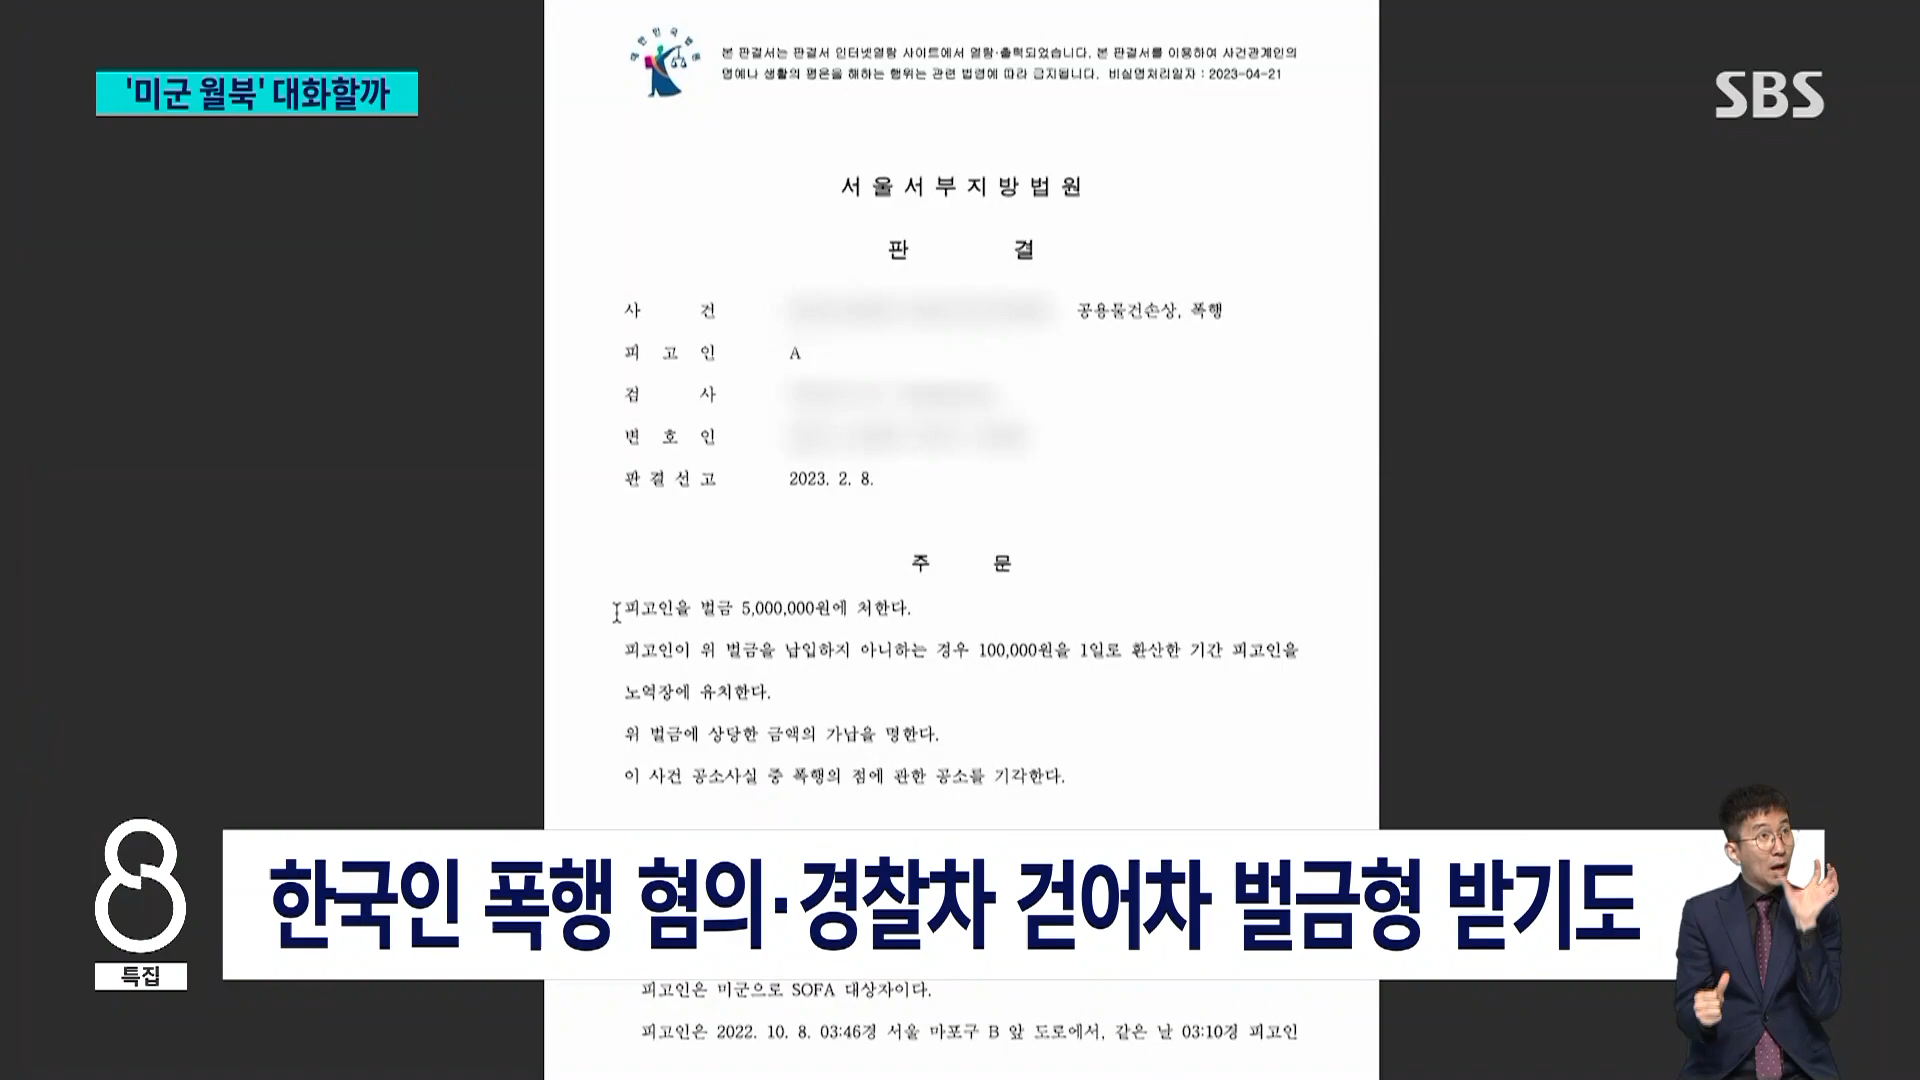 '미군 월북' 대화할까
SBS
대한민국법원
본 판결서는 판결서 인터넷열람 사이트에서 열람·출력되었습니다. 본 판결서를 이용하여 사건관계인의
명예나 생활의 평온을 해하는 행위는 관련 법령에 따라 금지됩니다. 비실명처리일자 : 2023-04-21
서울서부지방법원
판 결
사 건 공용물건손상, 폭행
피 고 인 A
검 사
변 호 인
판결선고 2023. 2. 8.
주 문
피고인을 벌금 5,000,000원에 처한다.
피고인이 위 벌금을 납입하지 아니하는 경우 100,000원을 1일로 환산한 기간 피고인을
노역장에 유치한다.
위 벌금에 상당한 금액의 가납을 명한다.
이 사건 공소사실 중 폭행의 점에 관한 공소를 기각한다.
8
특집
한국인 폭행 혐의·경찰차 걷어차 벌금형 받기도
피고인은 미군으로 SOFA 대상자이다.
피고인은 2022. 10. 8. 03:46경 서울 마포구 B 앞 도로에서, 같은 날 03:10경 피고인